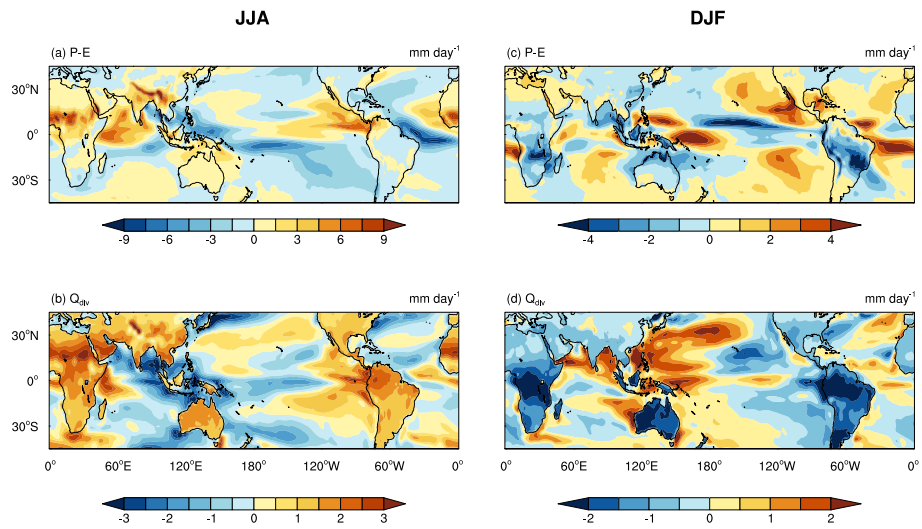 JJA
DJF
(a) P-E mm day⁻¹
(c) P-E mm day⁻¹
30°N
0°
30°S
-9 -6 -3 0 3 6 9
-4 -2 0 2 4
(b) Qdiv mm day⁻¹
(d) Qdiv mm day⁻¹
30°N
0°
30°S
0° 60°E 120°E 180° 120°W 60°W 0°
0° 60°E 120°E 180° 120°W 60°W 0°
-3 -2 -1 0 1 2 3
-2 -1 0 1 2